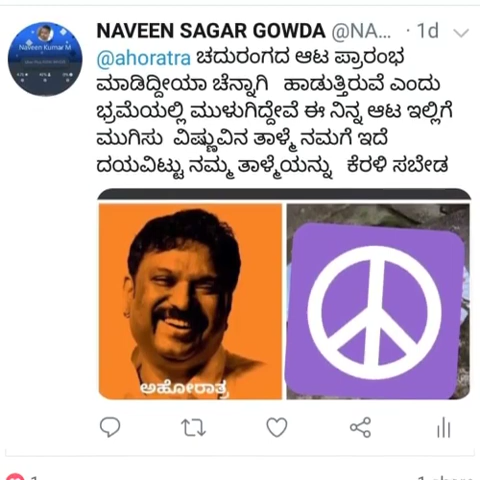 NAVEEN SAGAR GOWDA @NA... · 1d
Naveen Kumar M
@ahoratra ಚದುರಂಗದ ಆಟ ಪ್ರಾರಂಭ
ಮಾಡಿದ್ದೀಯಾ ಚೆನ್ನಾಗಿ ಹಾಡುತ್ತಿರುವೆ ಎಂದು
ಭ್ರಮೆಯಲ್ಲಿ ಮುಳುಗಿದ್ದೇವೆ ಈ ನಿನ್ನ ಆಟ ಇಲ್ಲಿಗೆ
ಮುಗಿಸು ವಿಷ್ಣುವಿನ ತಾಳ್ಮೆ ನಮಗೆ ಇದೆ
ದಯವಿಟ್ಟು ನಮ್ಮ ತಾಳ್ಮೆಯನ್ನು ಕೆರಳಿ ಸಬೇಡ
ಅಹೋರಾತ್ರ